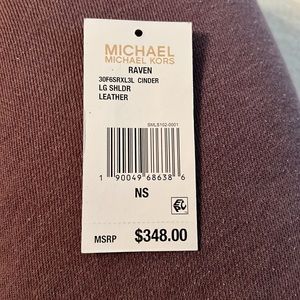 MICHAEL
MICHAEL KORS
RAVEN
30F6SRXL3L CINDER
LG SHLDR
LEATHER
SMLS102-0001
1 90049 68638 6
NS
MSRP $348.00